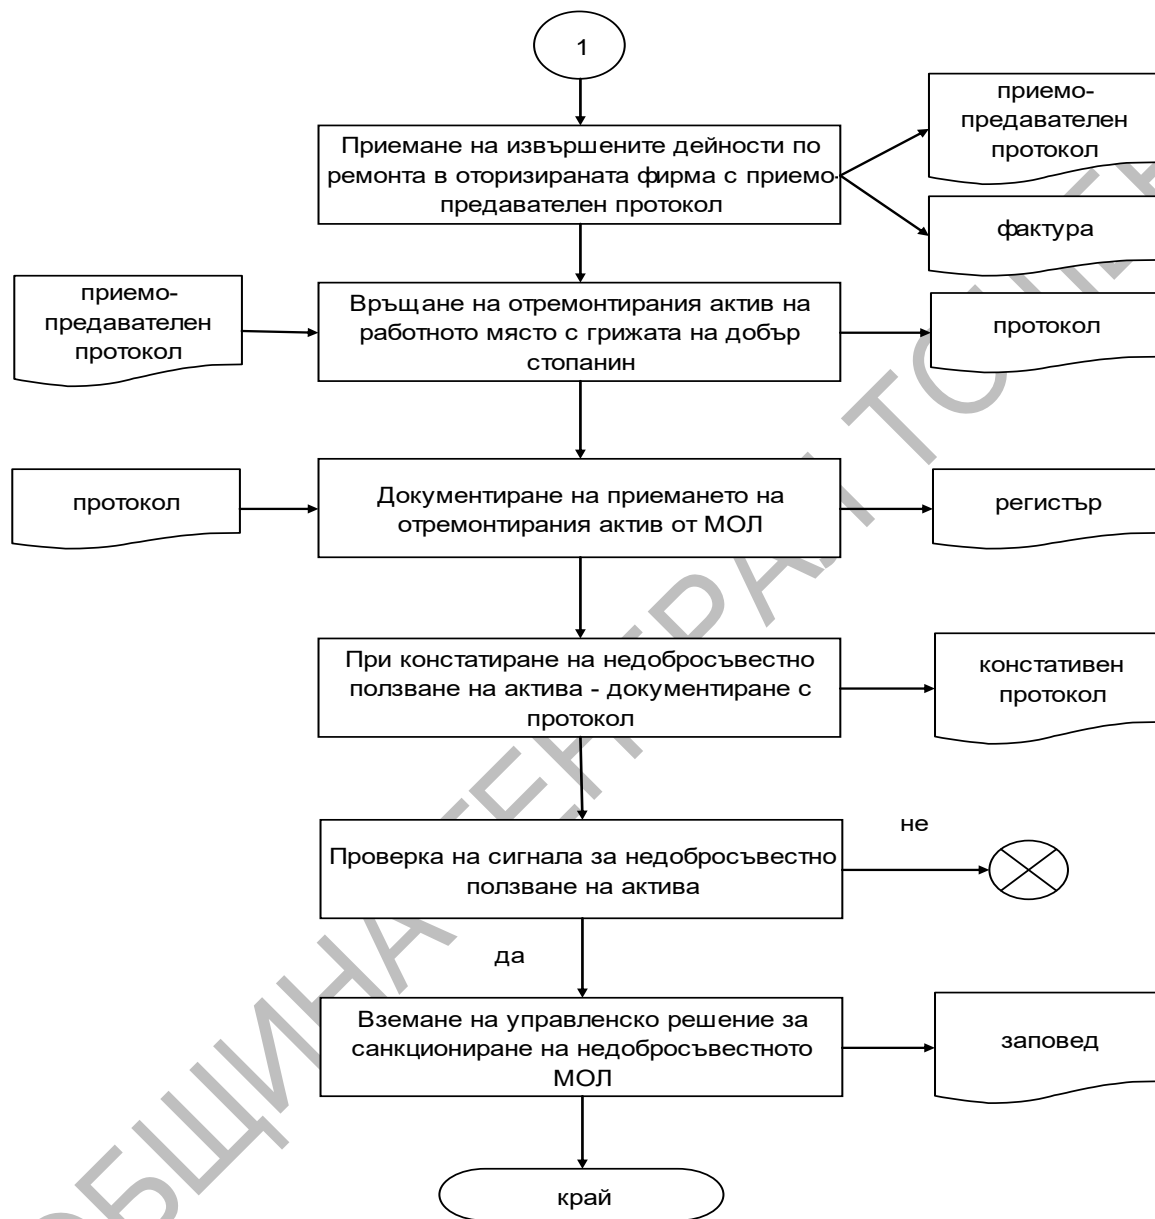 1
Приемане на извършените дейности по
ремонта в оторизираната фирма с приемо-
предавателен протокол
приемо-
предавателен
протокол
фактура
приемо-
предавателен
протокол
Връщане на отремонтирания актив на
работното място с грижата на добър
стопанин
протокол
протокол
Документиране на приемането на
отремонтирания актив от МОЛ
регистър
При констатиране на недобросъвестно
ползване на актива - документиране с
протокол
констативен
протокол
Проверка на сигнала за недобросъвестно
ползване на актива
не
да
Вземане на управленско решение за
санкциониране на недобросъвестното
МОЛ
заповед
край
ОБЩИНА ГЕНЕРАЛ ТОШЕВО